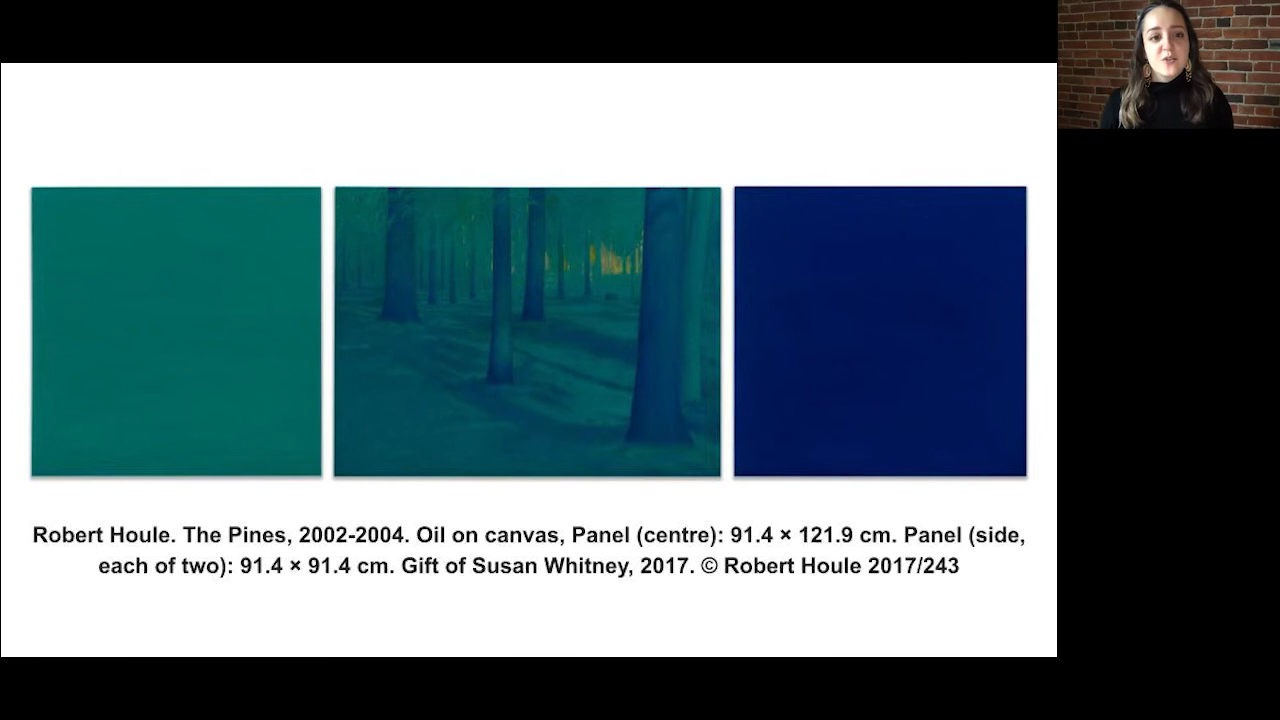 Robert Houle. The Pines, 2002-2004. Oil on canvas, Panel (centre): 91.4 × 121.9 cm. Panel (side,
each of two): 91.4 × 91.4 cm. Gift of Susan Whitney, 2017. © Robert Houle 2017/243